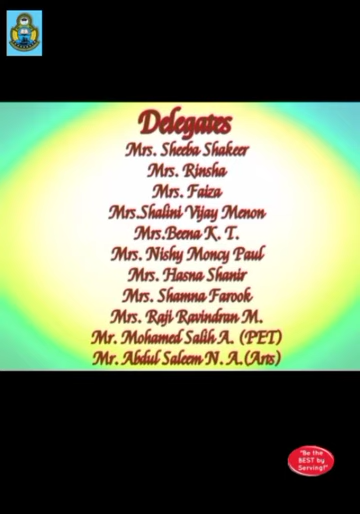 Delegates
Mrs. Sheeba Shakeer
Mrs. Rinsha
Mrs. Faiza
Mrs.Shalini Vijay Menon
Mrs.Beena K. T.
Mrs. Nishy Moncy Paul
Mrs. Hasna Shanir
Mrs. Shamna Farook
Mrs. Raji Ravindran M.
Mr. Mohamed Salih A. (PET)
Mr. Abdul Saleem N. A.(Arts)
"Be the
BEST by
Serving!"